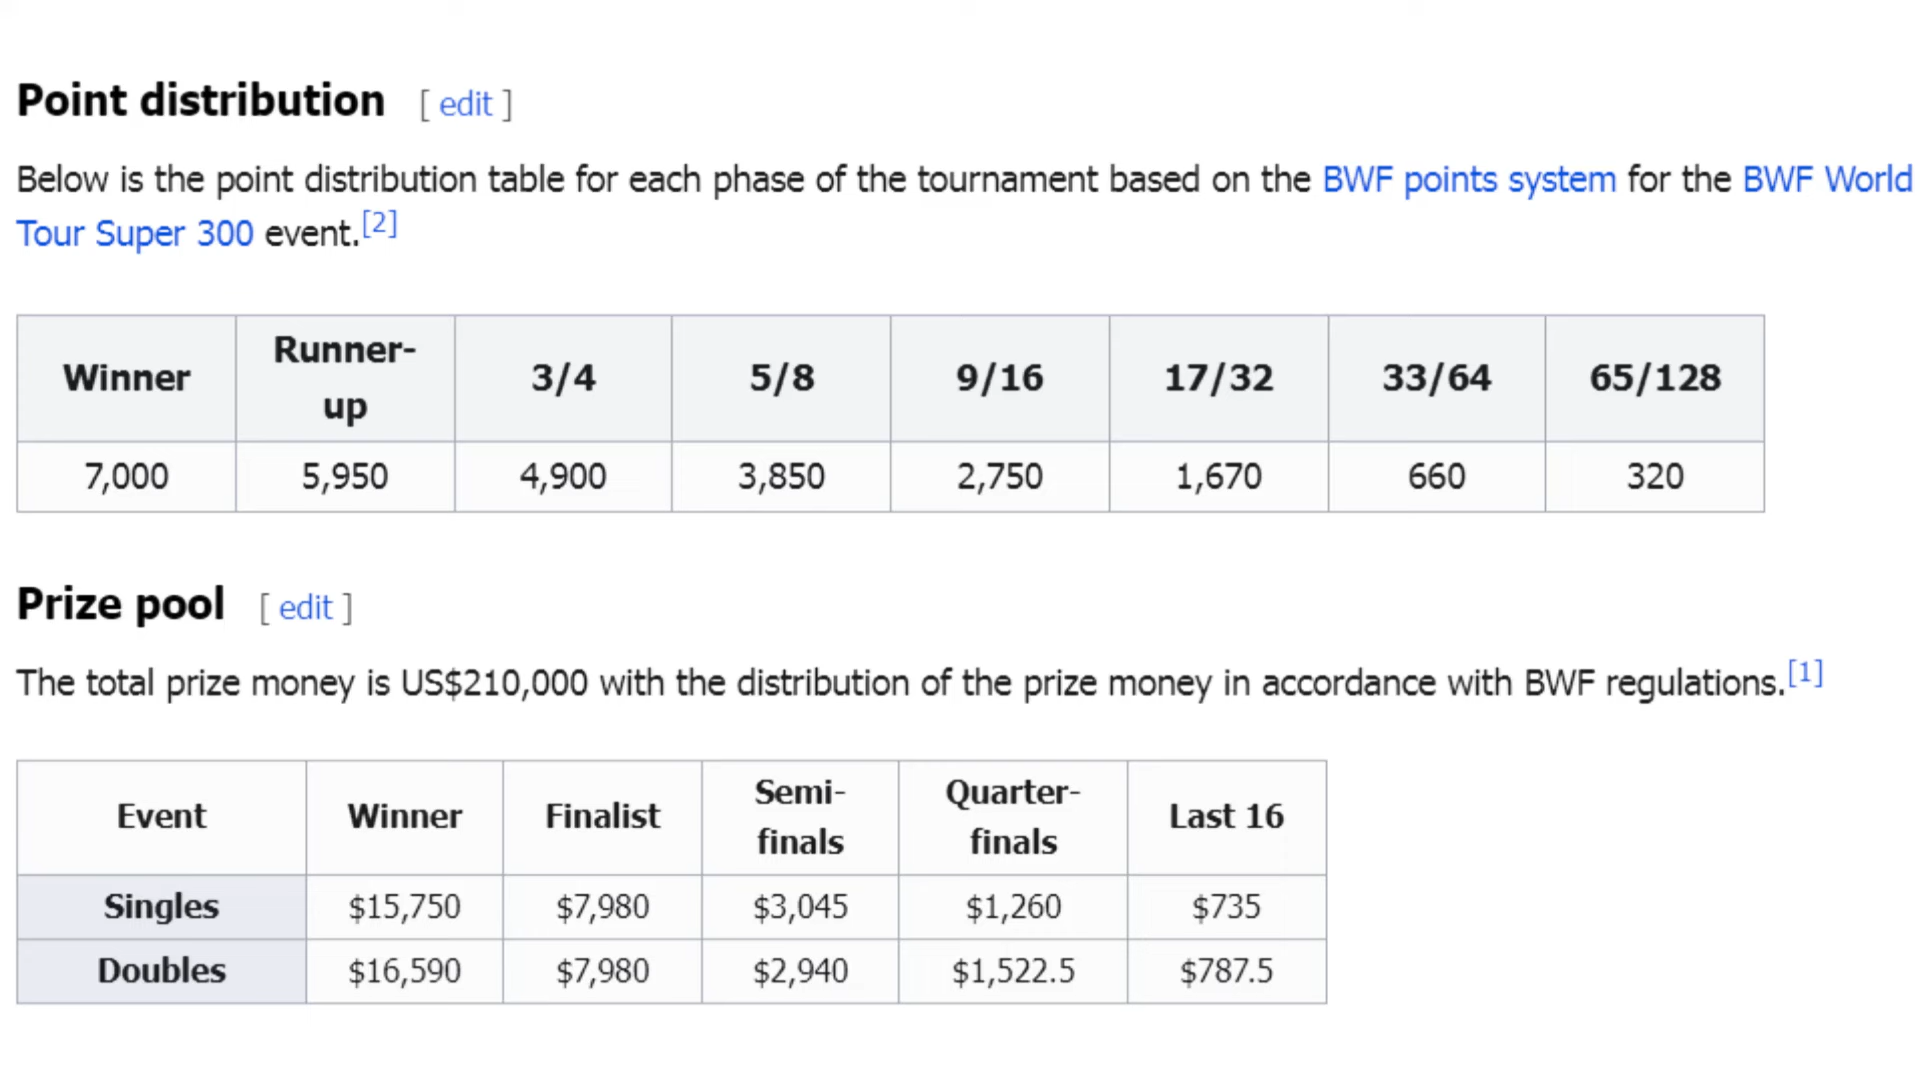 Point distribution [ edit ]
Below is the point distribution table for each phase of the tournament based on the BWF points system for the BWF World
Tour Super 300 event.[2]
Winner Runner-up 3/4 5/8 9/16 17/32 33/64 65/128
7,000 5,950 4,900 3,850 2,750 1,670 660 320
Prize pool [ edit ]
The total prize money is US$210,000 with the distribution of the prize money in accordance with BWF regulations.[1]
Event Winner Finalist Semi-finals Quarter-finals Last 16
Singles $15,750 $7,980 $3,045 $1,260 $735
Doubles $16,590 $7,980 $2,940 $1,522.5 $787.5